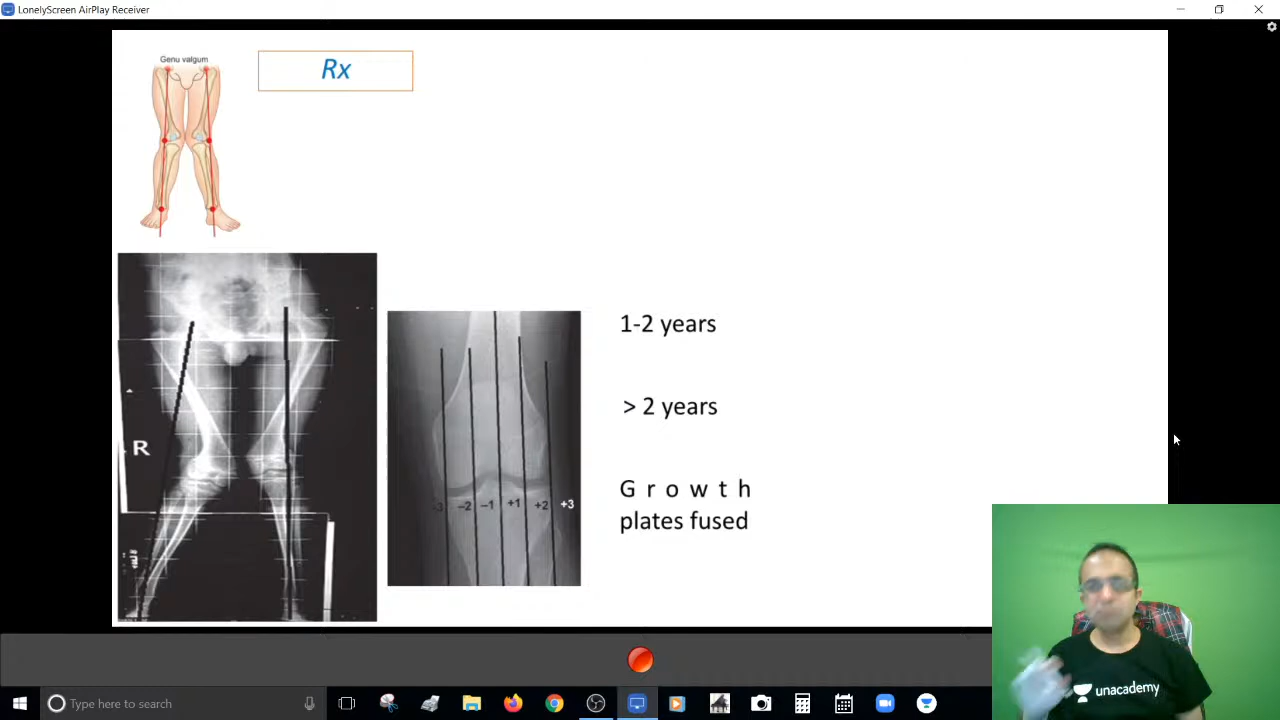 LonelyScreen AirPlay Receiver
Genu valgum
Rx
1-2 years
> 2 years
R
G r o w t h
plates fused
-3 -2 -1 +1 +2 +3
unacademy
Type here to search